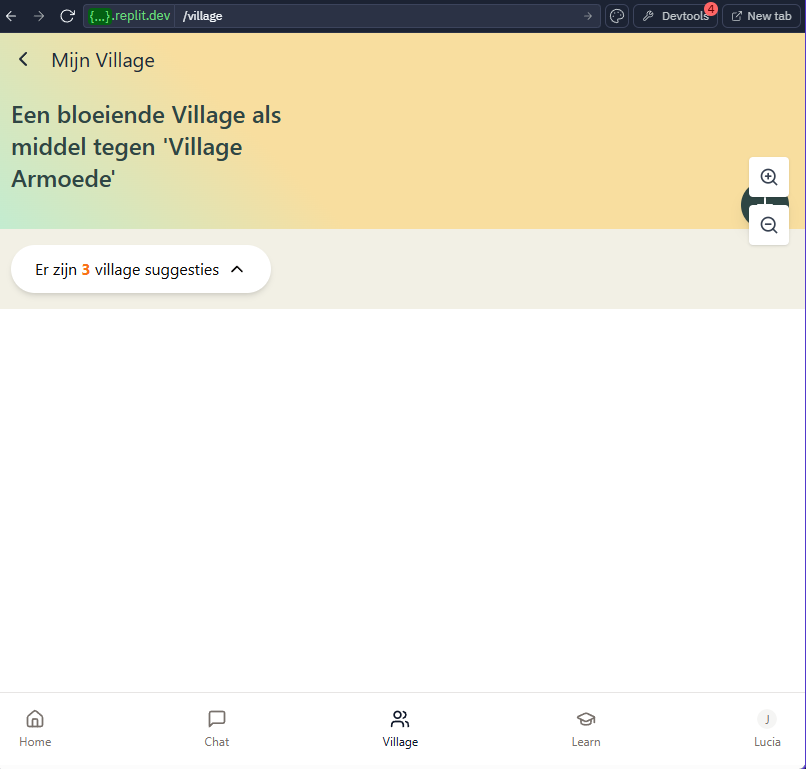 {...}.replit.dev /village
Devtools 4
New tab
Mijn Village
Een bloeiende Village als
middel tegen 'Village
Armoede'
Er zijn 3 village suggesties
Home
Chat
Village
Learn
J
Lucia